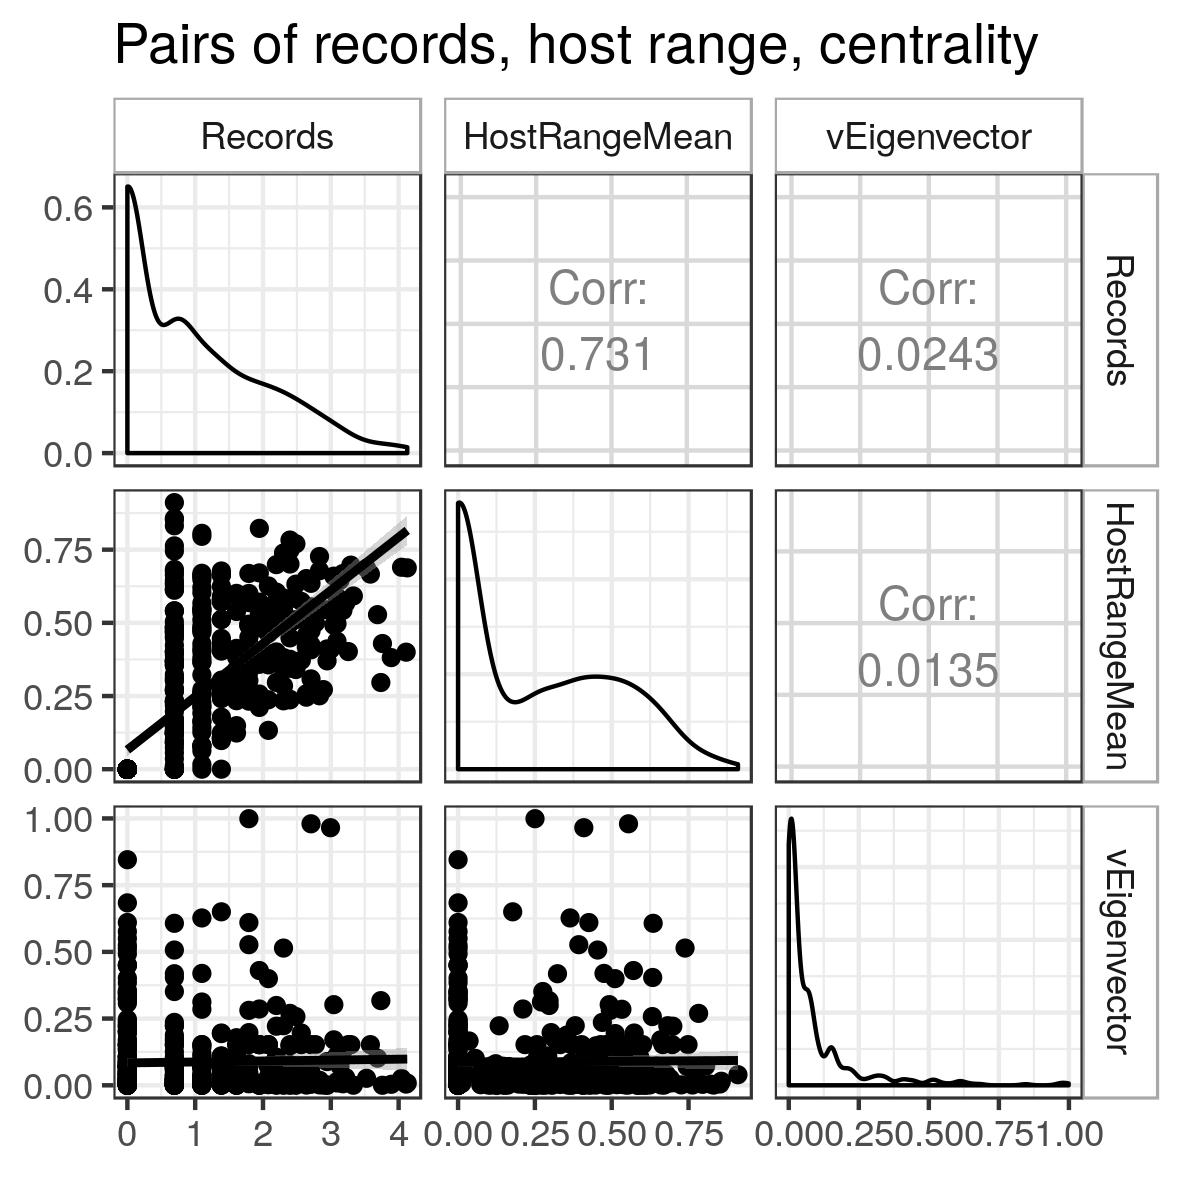 Pairs of records, host range, centrality
Records HostRangeMean vEigenvector
0.6
0.4
0.2
0.0
Corr:
0.731
Corr:
0.0243
Records
0.75
0.50
0.25
0.00
Corr:
0.0135
HostRangeMean
1.00
0.75
0.50
0.25
0.00
vEigenvector
0 1 2 3 4 0.00 0.25 0.50 0.75 0.00 0.25 0.50 0.75 1.00